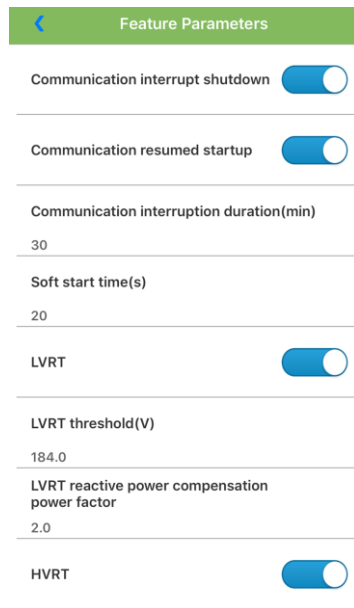 Feature Parameters
Communication interrupt shutdown
Communication resumed startup
Communication interruption duration(min)
30
Soft start time(s)
20
LVRT
LVRT threshold(V)
184.0
LVRT reactive power compensation
power factor
2.0
HVRT